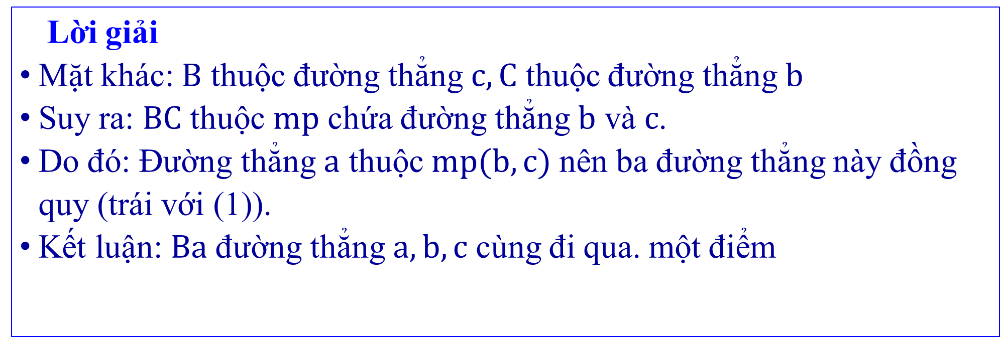 Lời giải
• Mặt khác: B thuộc đường thẳng c, C thuộc đường thẳng b
• Suy ra: BC thuộc mp chứa đường thẳng b và c.
• Do đó: Đường thẳng a thuộc mp(b, c) nên ba đường thẳng này đồng
quy (trái với (1)).
• Kết luận: Ba đường thẳng a, b, c cùng đi qua. một điểm